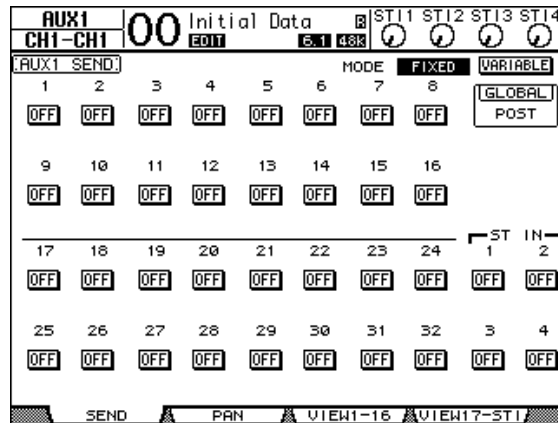 AUX1 00 Initial Data R STI1 STI2 STI3 STI4
CH1-CH1 EDIT 6.1 48k
AUX1 SEND MODE FIXED VARIABLE
1 2 3 4 5 6 7 8 GLOBAL
OFF OFF OFF OFF OFF OFF OFF OFF POST
9 10 11 12 13 14 15 16
OFF OFF OFF OFF OFF OFF OFF OFF
ST IN
17 18 19 20 21 22 23 24 1 2
OFF OFF OFF OFF OFF OFF OFF OFF OFF OFF
25 26 27 28 29 30 31 32 3 4
OFF OFF OFF OFF OFF OFF OFF OFF OFF OFF
SEND PAN VIEW1-16 VIEW17-STI